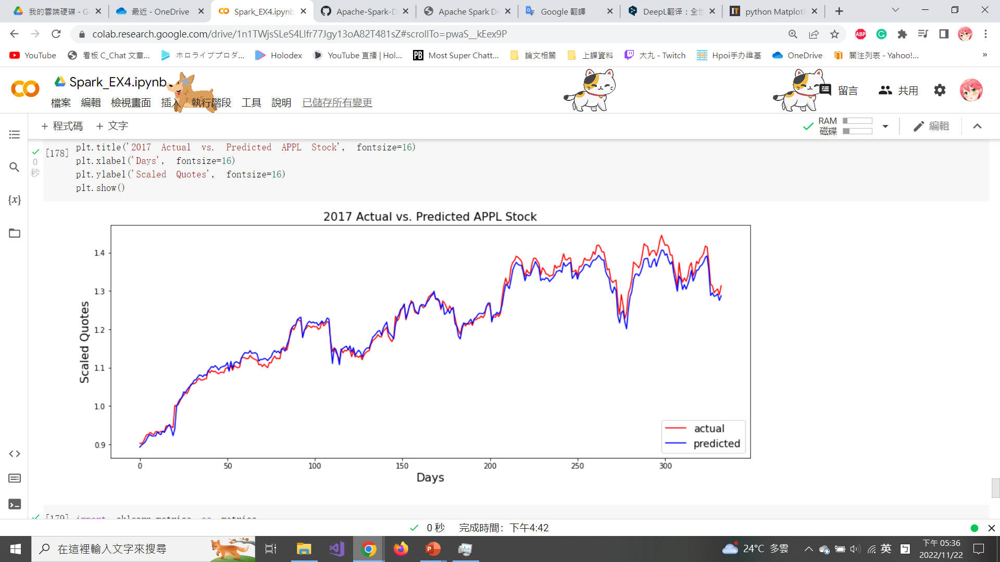 我的雲端硬碟 - G
最近 - OneDrive
Spark_EX4.ipynb
Apache-Spark-D
Apache Spark De
Google 翻譯
DeepL翻译：全世
python Matplotl
colab.research.google.com/drive/1n1TWjsSLeS4Llfr77Jgy13oA82T481sZ#scrollTo=pwaS__kEex9P
ABP
YouTube
看板 C_Chat 文章...
ホロライブプロダ...
Holodex
YouTube 直播 | Hol...
PB
Most Super Chatt...
論文相關
上課資料
大丸 - Twitch
Hpoi手办维基
OneDrive
關注列表 - Yahoo!...
»
Spark_EX4.ipynb
檔案 編輯 檢視畫面 插入 執行階段 工具 說明 已儲存所有變更
留言
共用
+ 程式碼 + 文字
RAM
磁碟
編輯
[178]
0
秒
plt.title('2017 Actual vs. Predicted APPL Stock', fontsize=16)
plt.xlabel('Days', fontsize=16)
plt.ylabel('Scaled Quotes', fontsize=16)
plt.show()
{x}
2017 Actual vs. Predicted APPL Stock
Scaled Quotes
1.4
1.3
1.2
1.1
1.0
0.9
actual
predicted
0 50 100 150 200 250 300
Days
[179] import sklearn.metrics as metrics
0 秒 完成時間：下午4:42
在這裡輸入文字來搜尋
24°C 多雲
英
下午 05:36
2022/11/22